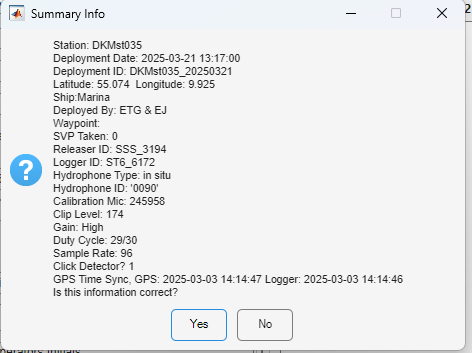 Summary Info
2
Station: DKMst035
Deployment Date: 2025-03-21 13:17:00
Deployment ID: DKMst035_20250321
Latitude: 55.074  Longitude: 9.925
Ship:Marina
Deployed By: ETG & EJ
Waypoint:
SVP Taken: 0
Releaser ID: SSS_3194
Logger ID: ST6_6172
Hydrophone Type: in situ
Hydrophone ID: '0090'
Calibration Mic: 245958
Clip Level: 174
Gain: High
Duty Cycle: 29/30
Sample Rate: 96
Click Detector? 1
GPS Time Sync, GPS: 2025-03-03 14:14:47 Logger: 2025-03-03 14:14:46
Is this information correct?
Yes
No